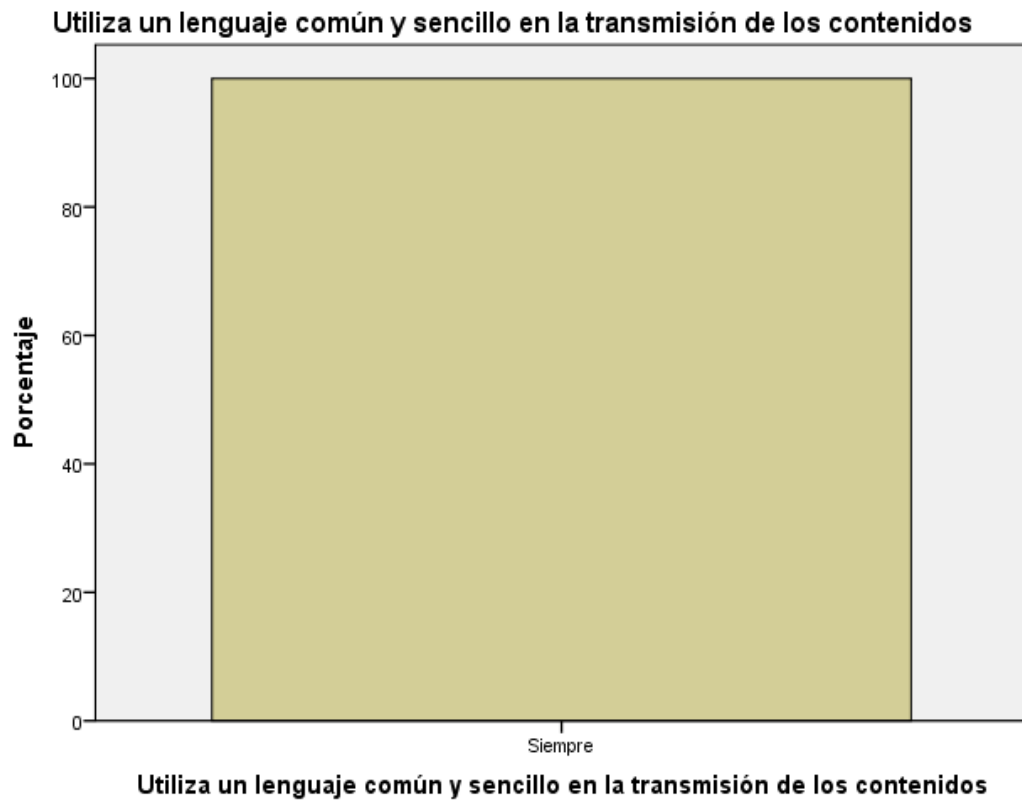 Utiliza un lenguaje común y sencillo en la transmisión de los contenidos
100
80
60
40
20
0
Porcentaje
Siempre
Utiliza un lenguaje común y sencillo en la transmisión de los contenidos